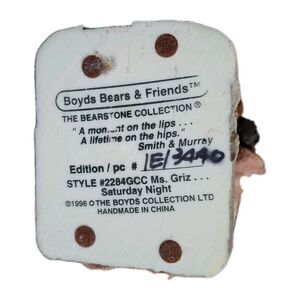 Boyds Bears & Friends™
THE BEARSTONE COLLECTION ®
" A moment on the lips . . .
A lifetime on the hips."
Smith & Murray
Edition / pc # 1E/3440
STYLE #2284GCC Ms. Griz . . .
Saturday Night
©1996 © THE BOYDS COLLECTION LTD
HANDMADE IN CHINA